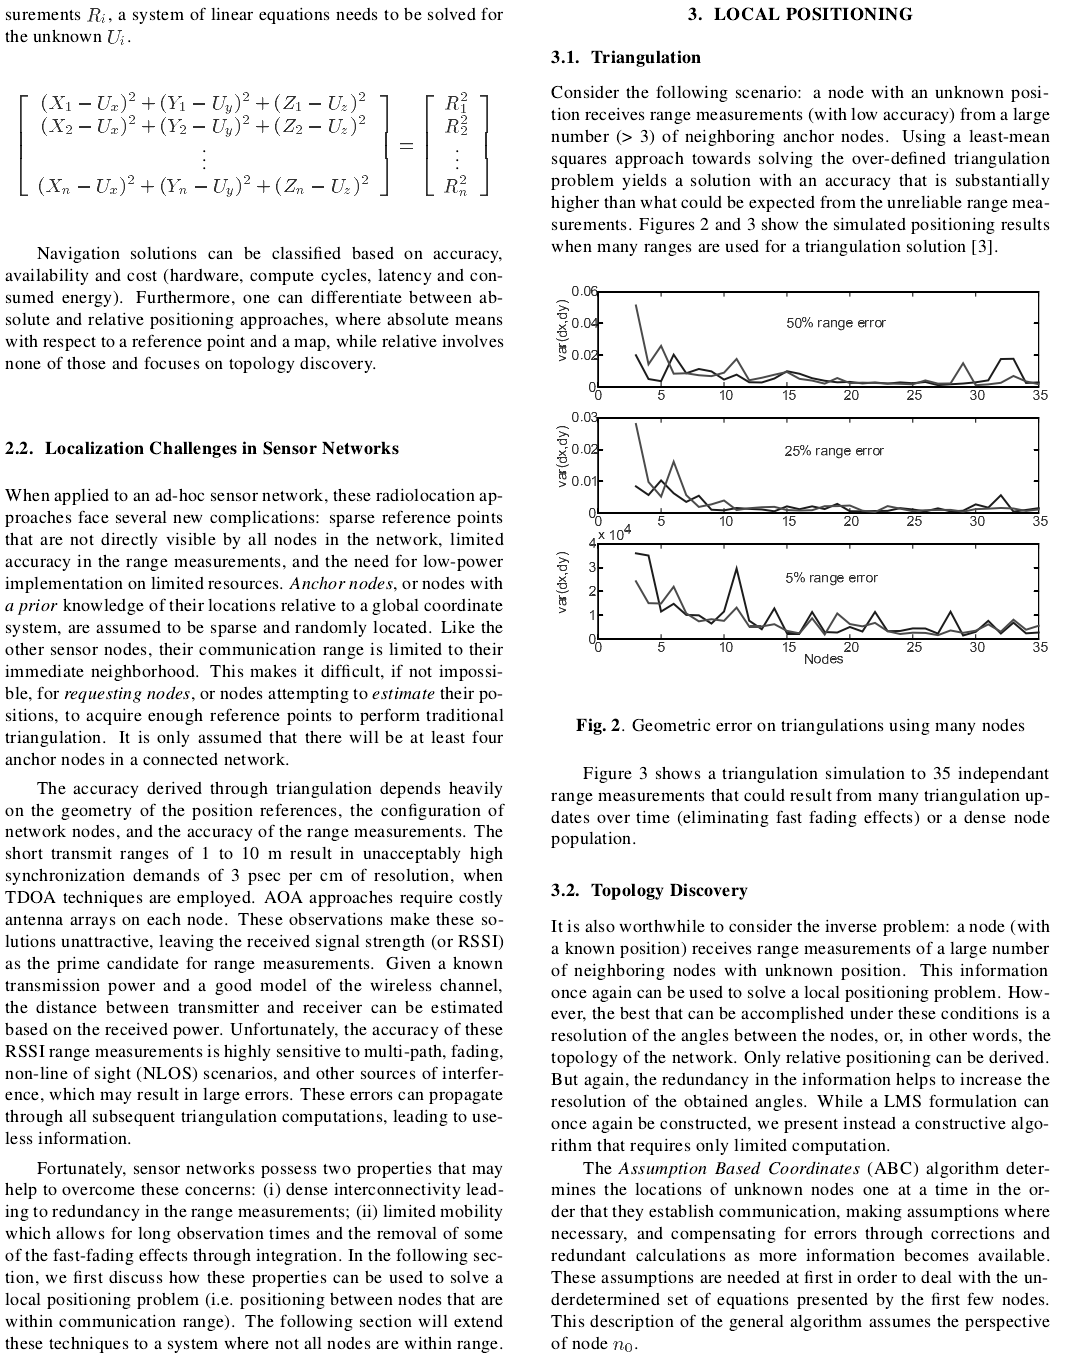 surements R_i, a system of linear equations needs to be solved for
the unknown U_i.
(X_1 − U_x)^2 + (Y_1 − U_y)^2 + (Z_1 − U_z)^2
(X_2 − U_x)^2 + (Y_2 − U_y)^2 + (Z_2 − U_z)^2
⋮
(X_n − U_x)^2 + (Y_n − U_y)^2 + (Z_n − U_z)^2
=
R_1^2
R_2^2
⋮
R_n^2
Navigation solutions can be classified based on accuracy,
availability and cost (hardware, compute cycles, latency and con-
sumed energy). Furthermore, one can differentiate between ab-
solute and relative positioning approaches, where absolute means
with respect to a reference point and a map, while relative involves
none of those and focuses on topology discovery.
2.2. Localization Challenges in Sensor Networks
When applied to an ad-hoc sensor network, these radiolocation ap-
proaches face several new complications: sparse reference points
that are not directly visible by all nodes in the network, limited
accuracy in the range measurements, and the need for low-power
implementation on limited resources. Anchor nodes, or nodes with
a prior knowledge of their locations relative to a global coordinate
system, are assumed to be sparse and randomly located. Like the
other sensor nodes, their communication range is limited to their
immediate neighborhood. This makes it difficult, if not impossi-
ble, for requesting nodes, or nodes attempting to estimate their po-
sitions, to acquire enough reference points to perform traditional
triangulation. It is only assumed that there will be at least four
anchor nodes in a connected network.
The accuracy derived through triangulation depends heavily
on the geometry of the position references, the configuration of
network nodes, and the accuracy of the range measurements. The
short transmit ranges of 1 to 10 m result in unacceptably high
synchronization demands of 3 psec per cm of resolution, when
TDOA techniques are employed. AOA approaches require costly
antenna arrays on each node. These observations make these so-
lutions unattractive, leaving the received signal strength (or RSSI)
as the prime candidate for range measurements. Given a known
transmission power and a good model of the wireless channel,
the distance between transmitter and receiver can be estimated
based on the received power. Unfortunately, the accuracy of these
RSSI range measurements is highly sensitive to multi-path, fading,
non-line of sight (NLOS) scenarios, and other sources of interfer-
ence, which may result in large errors. These errors can propagate
through all subsequent triangulation computations, leading to use-
less information.
Fortunately, sensor networks possess two properties that may
help to overcome these concerns: (i) dense interconnectivity lead-
ing to redundancy in the range measurements; (ii) limited mobility
which allows for long observation times and the removal of some
of the fast-fading effects through integration. In the following sec-
tion, we first discuss how these properties can be used to solve a
local positioning problem (i.e. positioning between nodes that are
within communication range). The following section will extend
these techniques to a system where not all nodes are within range.
3. LOCAL POSITIONING
3.1. Triangulation
Consider the following scenario: a node with an unknown posi-
tion receives range measurements (with low accuracy) from a large
number (> 3) of neighboring anchor nodes. Using a least-mean
squares approach towards solving the over-defined triangulation
problem yields a solution with an accuracy that is substantially
higher than what could be expected from the unreliable range mea-
surements. Figures 2 and 3 show the simulated positioning results
when many ranges are used for a triangulation solution [3].
0.06
0.04
0.02
0
var(dx,dy)
50% range error
0 5 10 15 20 25 30 35
0.03
0.02
0.01
0
var(dx,dy)
25% range error
0 5 10 15 20 25 30 35
x 10^4
4
3
2
1
0
var(dx,dy)
5% range error
0 5 10 15 20 25 30 35
Nodes
Fig. 2. Geometric error on triangulations using many nodes
Figure 3 shows a triangulation simulation to 35 independant
range measurements that could result from many triangulation up-
dates over time (eliminating fast fading effects) or a dense node
population.
3.2. Topology Discovery
It is also worthwhile to consider the inverse problem: a node (with
a known position) receives range measurements of a large number
of neighboring nodes with unknown position. This information
once again can be used to solve a local positioning problem. How-
ever, the best that can be accomplished under these conditions is a
resolution of the angles between the nodes, or, in other words, the
topology of the network. Only relative positioning can be derived.
But again, the redundancy in the information helps to increase the
resolution of the obtained angles. While a LMS formulation can
once again be constructed, we present instead a constructive algo-
rithm that requires only limited computation.
The Assumption Based Coordinates (ABC) algorithm deter-
mines the locations of unknown nodes one at a time in the or-
der that they establish communication, making assumptions where
necessary, and compensating for errors through corrections and
redundant calculations as more information becomes available.
These assumptions are needed at first in order to deal with the un-
derdetermined set of equations presented by the first few nodes.
This description of the general algorithm assumes the perspective
of node n_0.